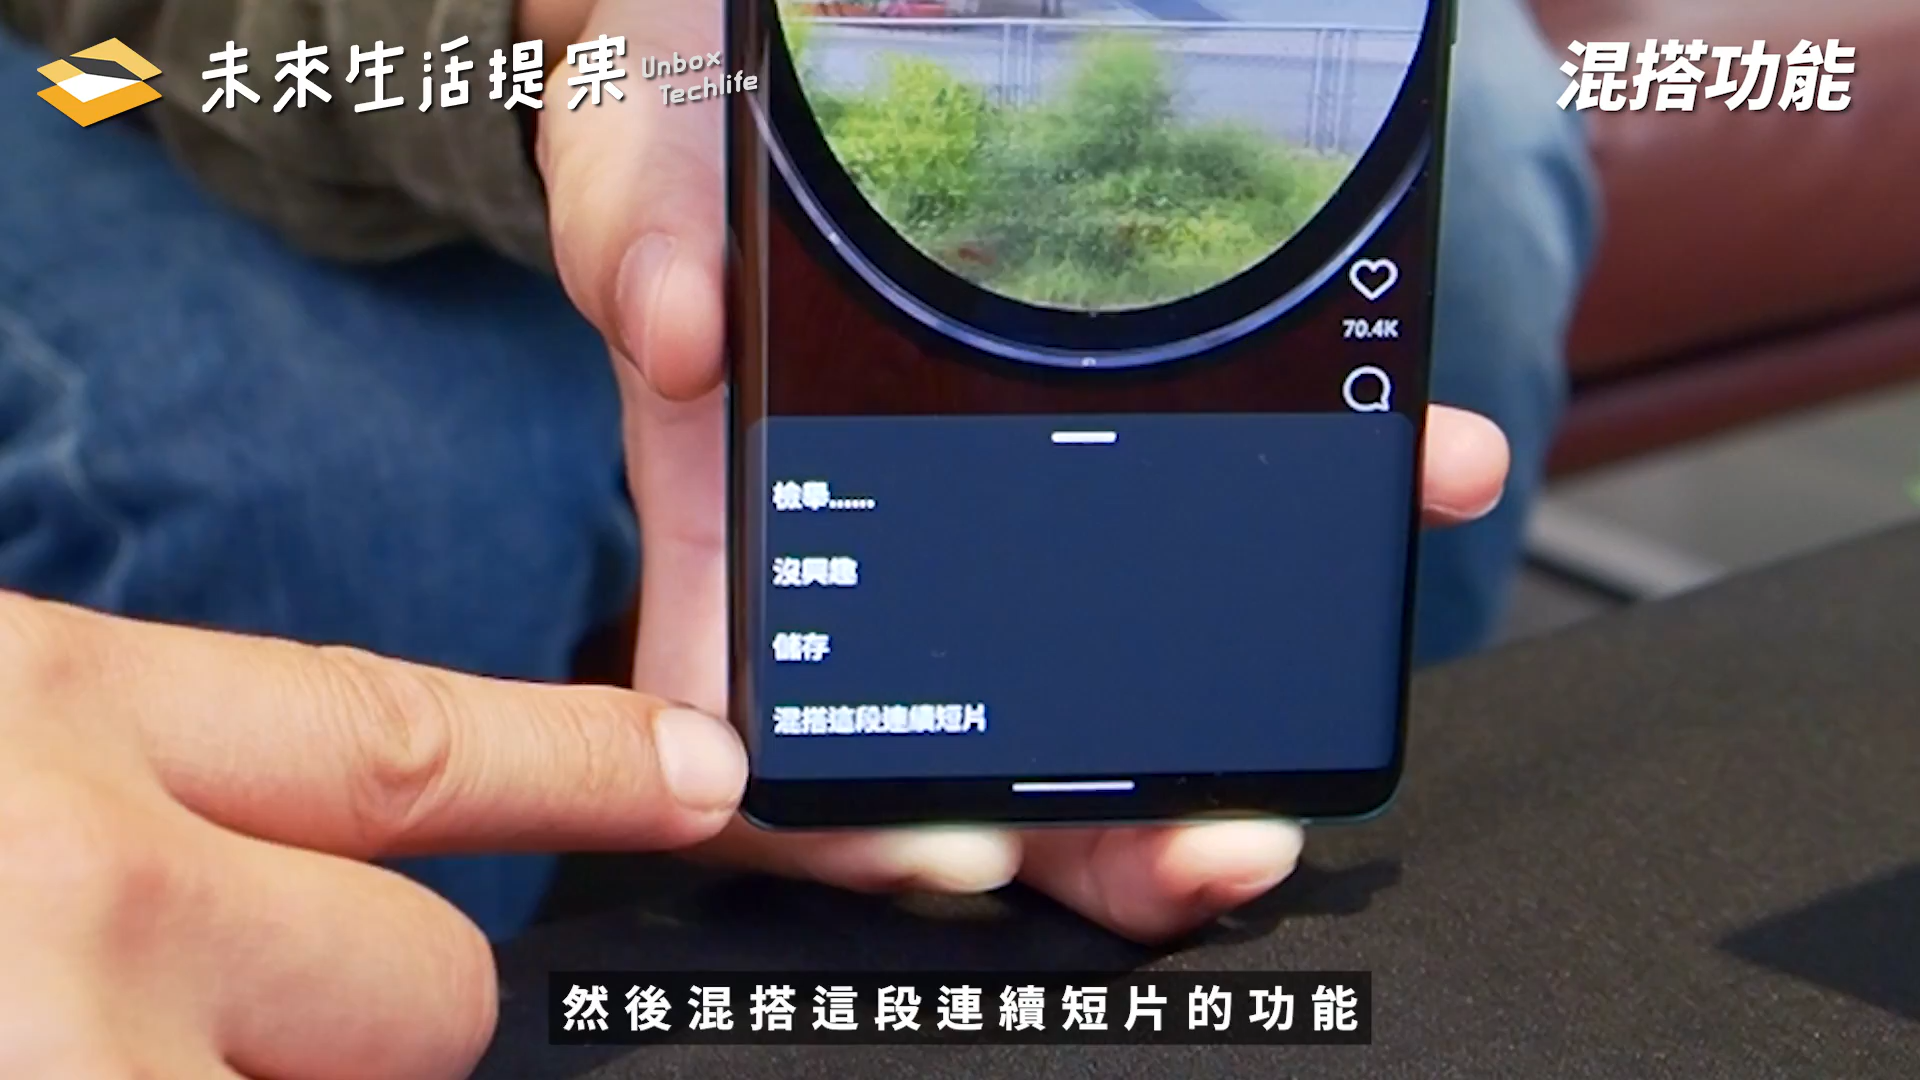 未來生活提案
Unbox
Techlife
混搭功能
70.4K
檢舉......
沒興趣
儲存
混搭這段連續短片
然後混搭這段連續短片的功能